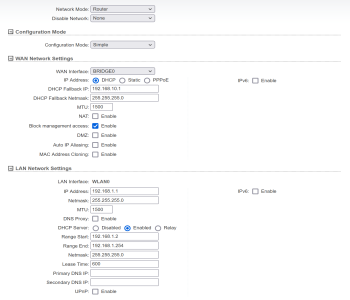 Network Mode: Router
Disable Network: None
Configuration Mode
Configuration Mode: Simple
WAN Network Settings
WAN Interface: BRIDGE0
IP Address: DHCP Static PPPoE IPv6: Enable
DHCP Fallback IP: 192.168.10.1
DHCP Fallback Netmask: 255.255.255.0
MTU: 1500
NAT: Enable
Block management access: Enable
DMZ: Enable
Auto IP Aliasing: Enable
MAC Address Cloning: Enable
LAN Network Settings
LAN Interface: WLAN0
IP Address: 192.168.1.1 IPv6: Enable
Netmask: 255.255.255.0
MTU: 1500
DNS Proxy: Enable
DHCP Server: Disabled Enabled Relay
Range Start: 192.168.1.2
Range End: 192.168.1.254
Netmask: 255.255.255.0
Lease Time: 600
Primary DNS IP:
Secondary DNS IP:
UPnP: Enable